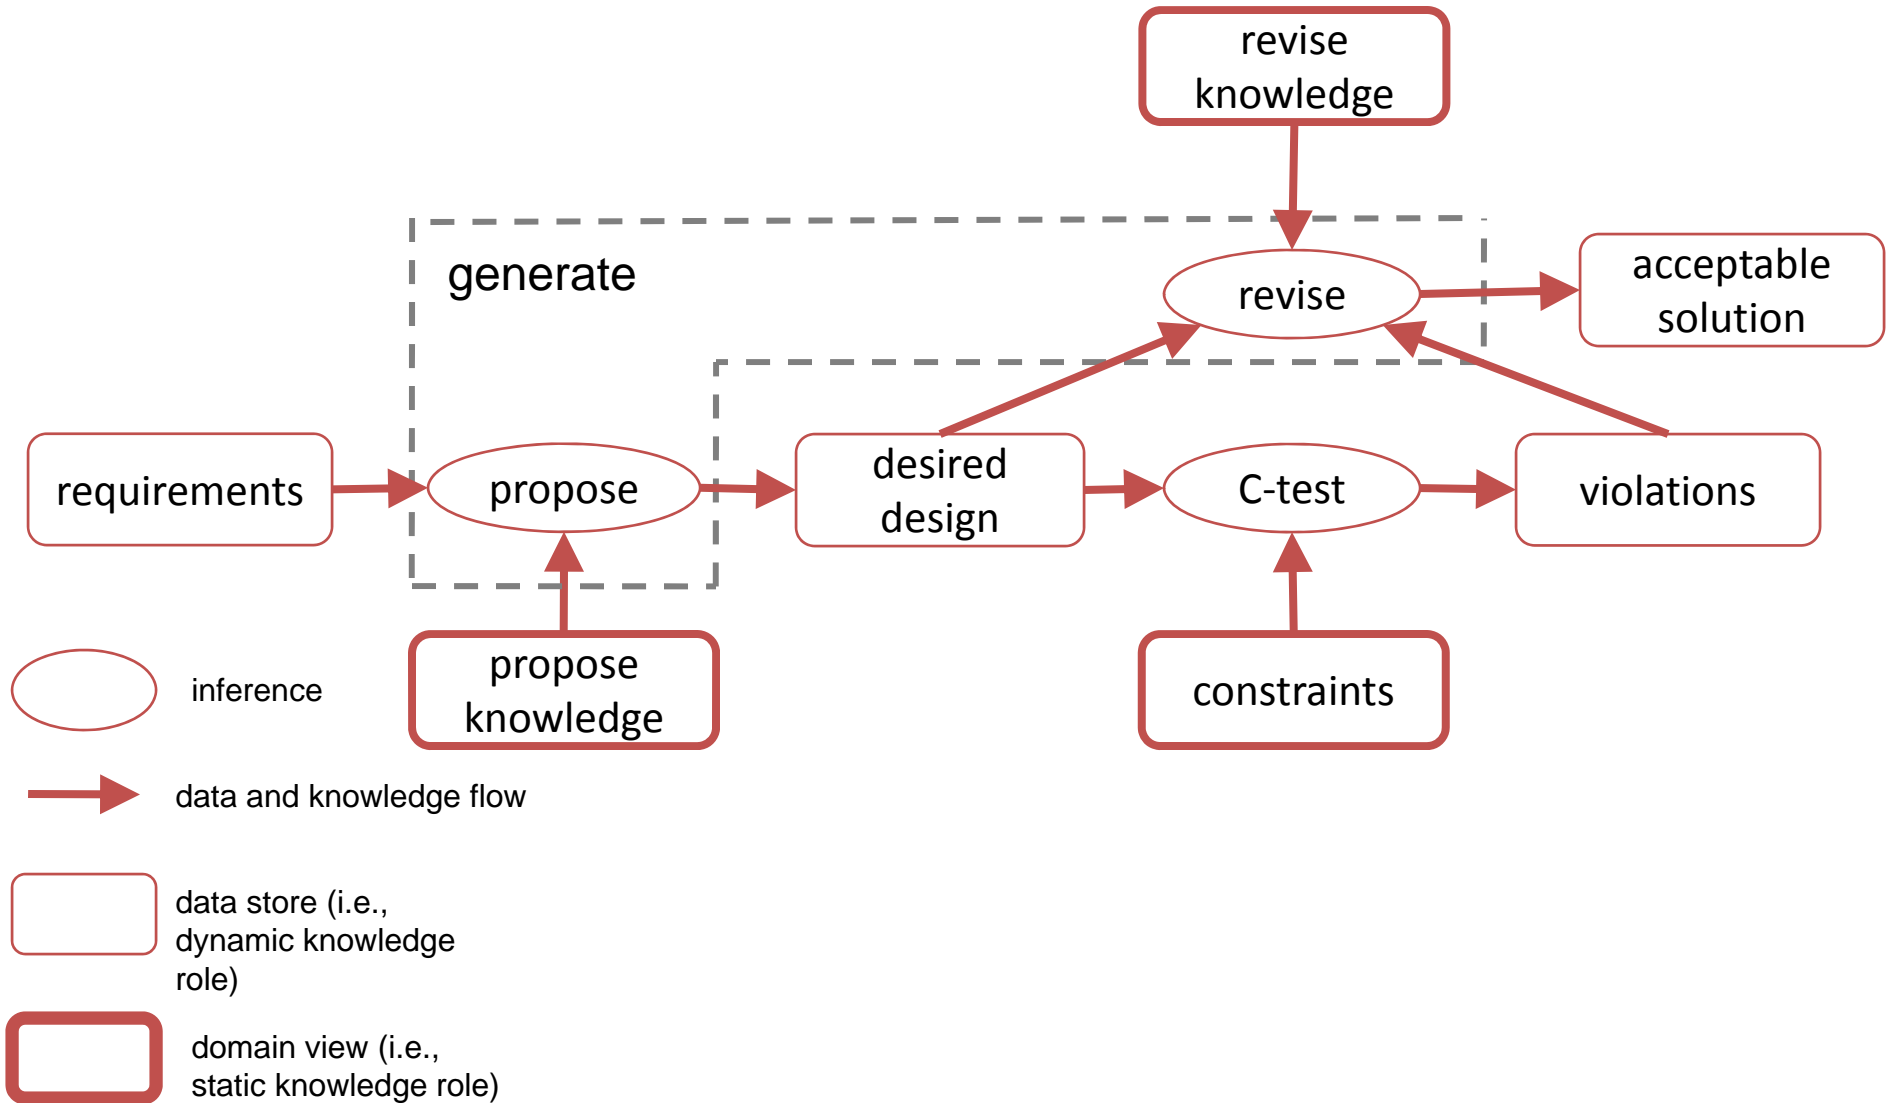 revise
knowledge
generate
revise
acceptable
solution
requirements
propose
desired
design
C-test
violations
propose
knowledge
constraints
inference
data and knowledge flow
data store (i.e.,
dynamic knowledge
role)
domain view (i.e.,
static knowledge role)